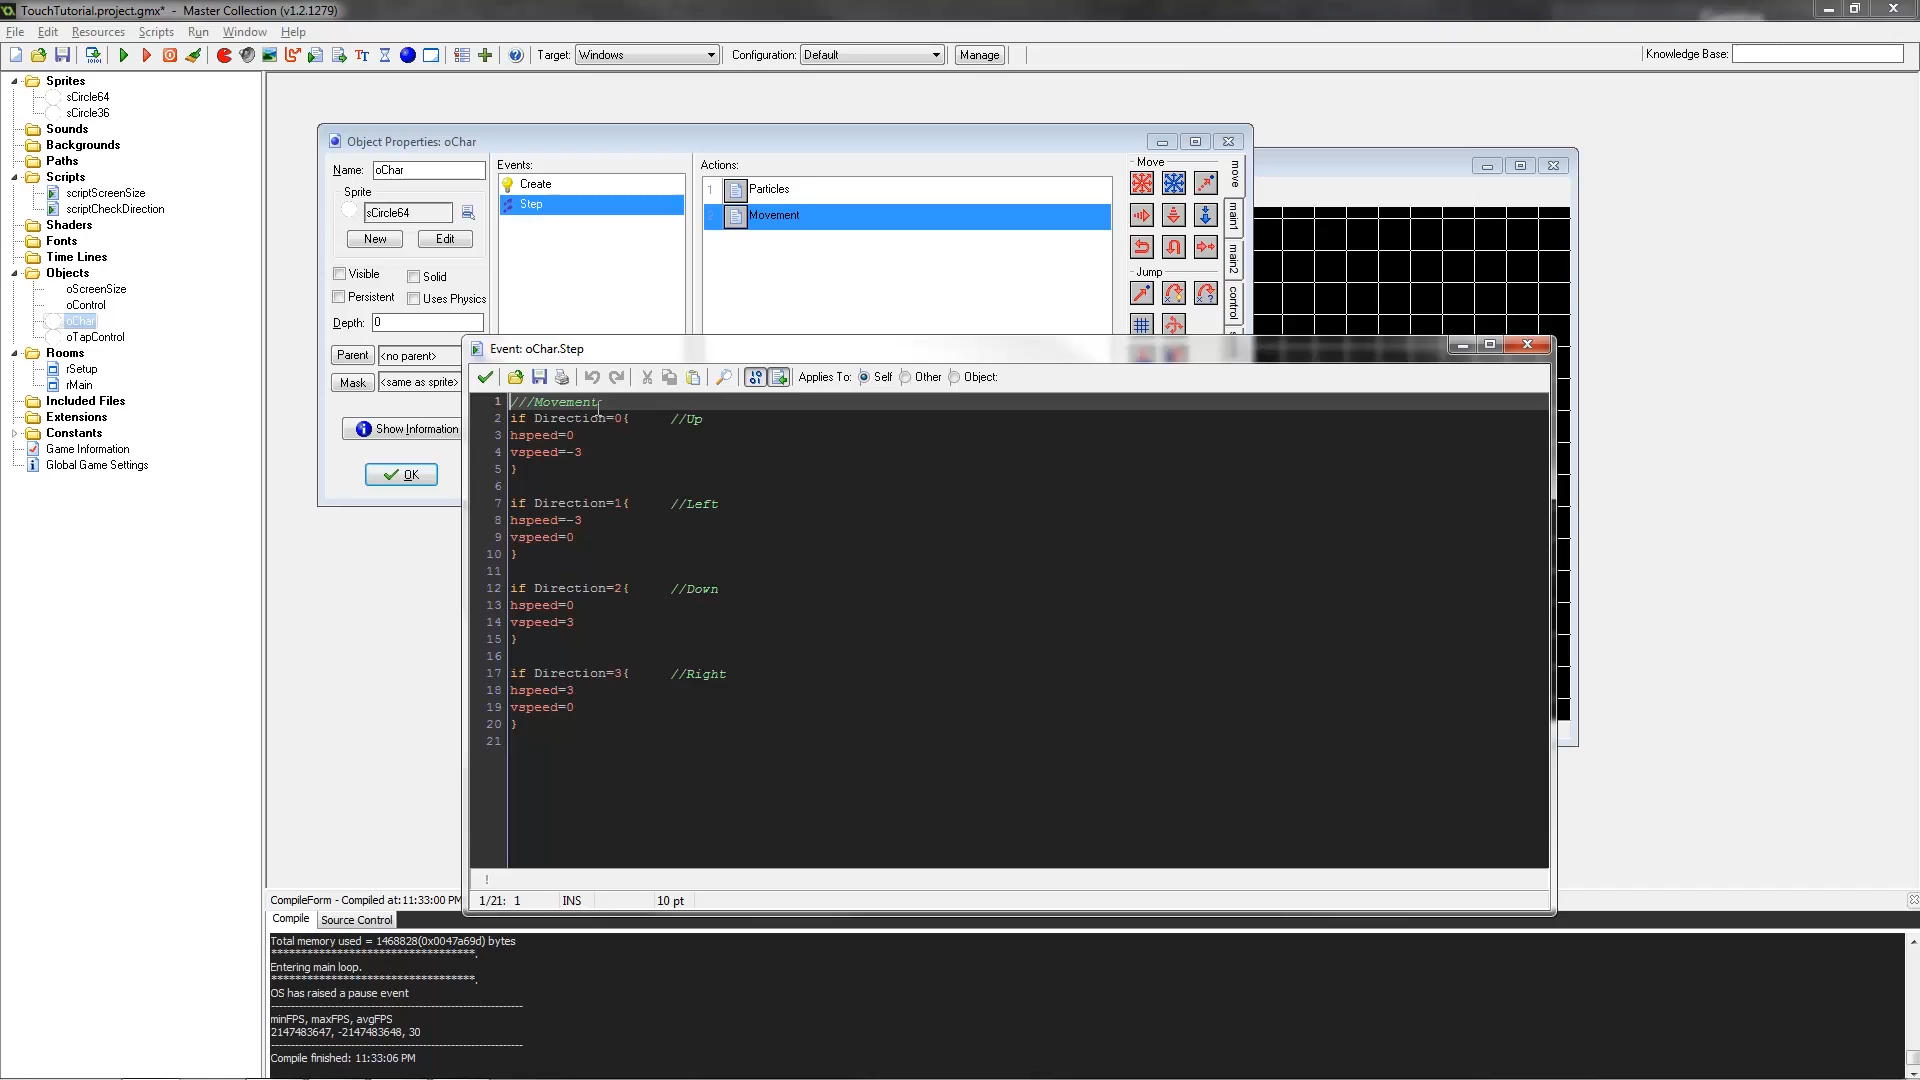 TouchTutorial.project.gmx* - Master Collection (v1.2.1279)
File Edit Resources Scripts Run Window Help
Target: Windows Configuration: Default Manage Knowledge Base:
Sprites
sCircle64
sCircle36
Sounds
Backgrounds
Paths
Scripts
scriptScreenSize
scriptCheckDirection
Shaders
Fonts
Time Lines
Objects
oScreenSize
oControl
oChar
oTapControl
Rooms
rSetup
rMain
Included Files
Extensions
Constants
Game Information
Global Game Settings
Object Properties: oChar
Name: oChar
Sprite
sCircle64
New Edit
Visible Solid
Persistent Uses Physics
Depth: 0
Parent <no parent>
Mask <same as sprite>
Show Information
OK
Events:
Create
Step
Actions:
1 Particles
2 Movement
Move
Jump
move
main1
main2
control
Event: oChar.Step
Applies To: Self Other Object:
1 ///Movement
2 if Direction=0{ //Up
3 hspeed=0
4 vspeed=-3
5 }
6
7 if Direction=1{ //Left
8 hspeed=-3
9 vspeed=0
10 }
11
12 if Direction=2{ //Down
13 hspeed=0
14 vspeed=3
15 }
16
17 if Direction=3{ //Right
18 hspeed=3
19 vspeed=0
20 }
21
!
1/21: 1 INS 10 pt
CompileForm - Compiled at:11:33:00 PM
Compile Source Control
Total memory used = 1468828(0x0047a69d) bytes
**********************************.
Entering main loop.
**********************************.
OS has raised a pause event
----------------------------------------------------------------
minFPS, maxFPS, avgFPS
2147483647, -2147483648, 30
----------------------------------------------------------------
Compile finished: 11:33:06 PM